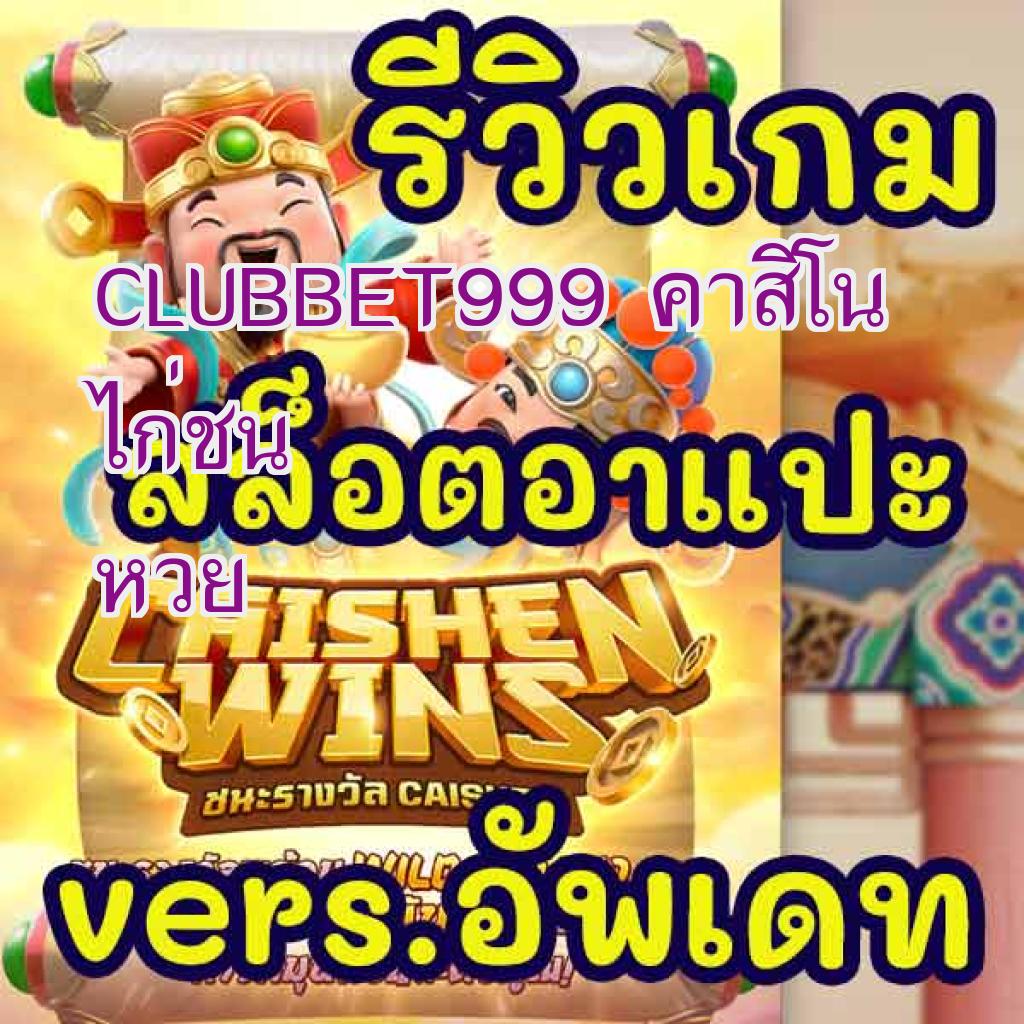 รีวิวเกม
CLUBBET999 คาสิโน
ไก่ชน
สล็อตอาแปะ
หวย
CAISHEN
WINS
ชนะรางวัล
vers.อัพเดท